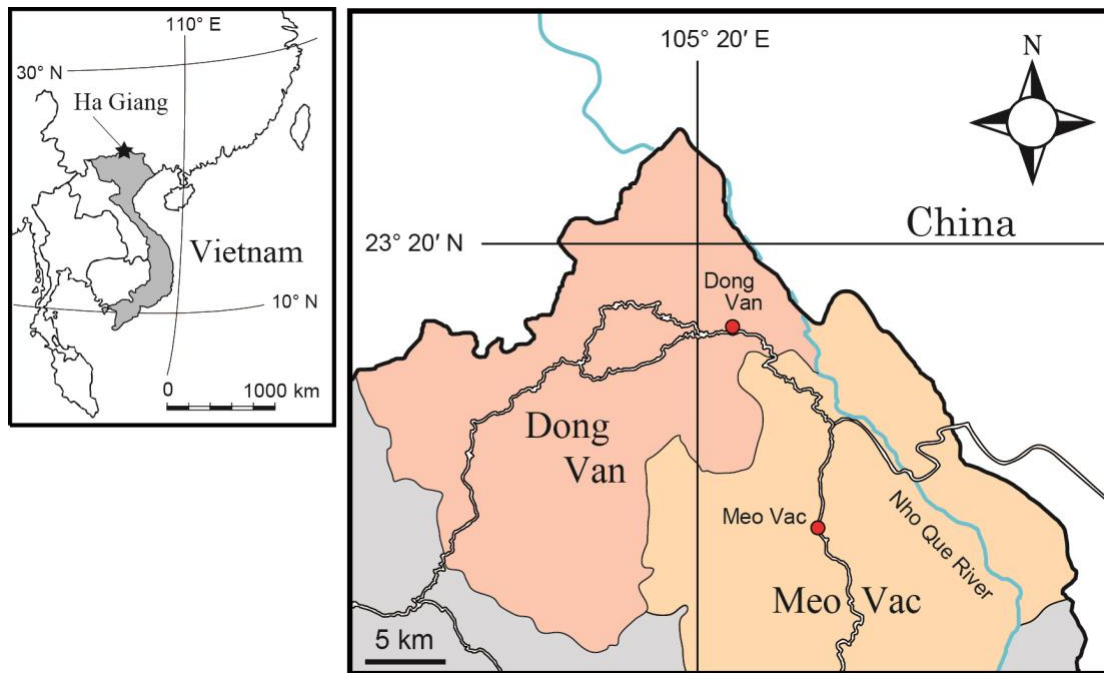 110° E
30° N
Ha Giang
Vietnam
10° N
0 1000 km
105° 20′ E
N
China
23° 20′ N
Dong
Van
Dong
Van
Meo Vac
Nho Que River
Meo Vac
5 km